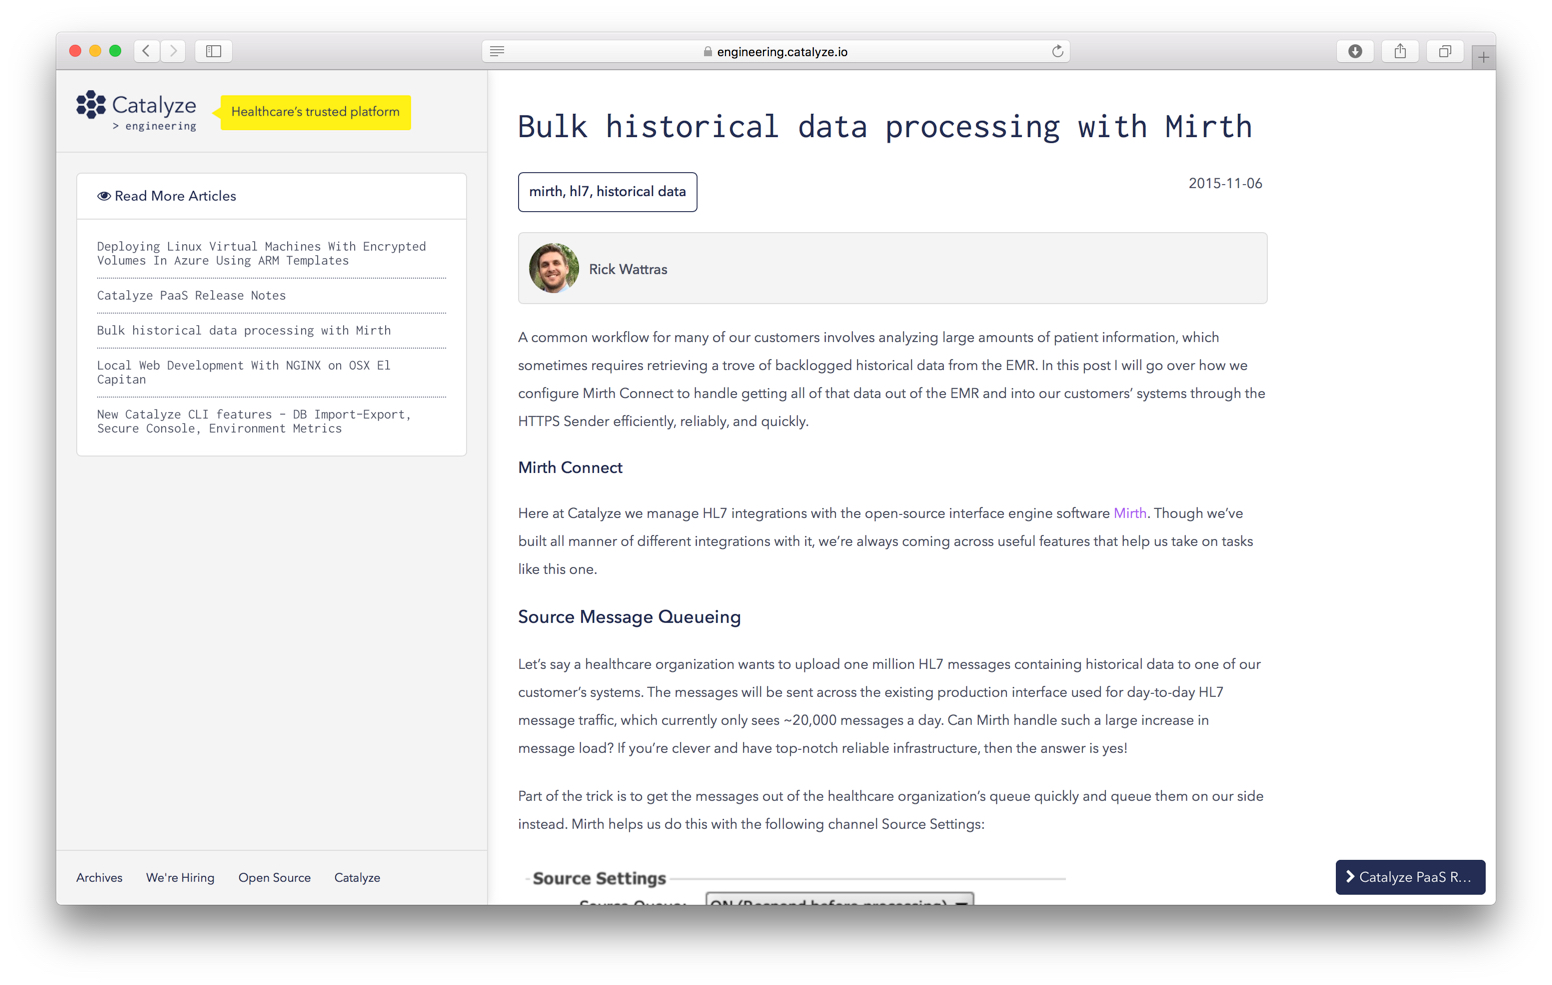 engineering.catalyze.io
Catalyze
> engineering
Healthcare's trusted platform
Read More Articles
Deploying Linux Virtual Machines With Encrypted
Volumes In Azure Using ARM Templates
Catalyze PaaS Release Notes
Bulk historical data processing with Mirth
Local Web Development With NGINX on OSX El
Capitan
New Catalyze CLI features - DB Import-Export,
Secure Console, Environment Metrics
Archives We're Hiring Open Source Catalyze
Bulk historical data processing with Mirth
mirth, hl7, historical data
2015-11-06
Rick Wattras
A common workflow for many of our customers involves analyzing large amounts of patient information, which
sometimes requires retrieving a trove of backlogged historical data from the EMR. In this post I will go over how we
configure Mirth Connect to handle getting all of that data out of the EMR and into our customers' systems through the
HTTPS Sender efficiently, reliably, and quickly.
Mirth Connect
Here at Catalyze we manage HL7 integrations with the open-source interface engine software Mirth. Though we've
built all manner of different integrations with it, we're always coming across useful features that help us take on tasks
like this one.
Source Message Queueing
Let's say a healthcare organization wants to upload one million HL7 messages containing historical data to one of our
customer's systems. The messages will be sent across the existing production interface used for day-to-day HL7
message traffic, which currently only sees ~20,000 messages a day. Can Mirth handle such a large increase in
message load? If you're clever and have top-notch reliable infrastructure, then the answer is yes!
Part of the trick is to get the messages out of the healthcare organization's queue quickly and queue them on our side
instead. Mirth helps us do this with the following channel Source Settings:
Source Settings
Source Queue: ON (Respond before processing)
Catalyze PaaS R...